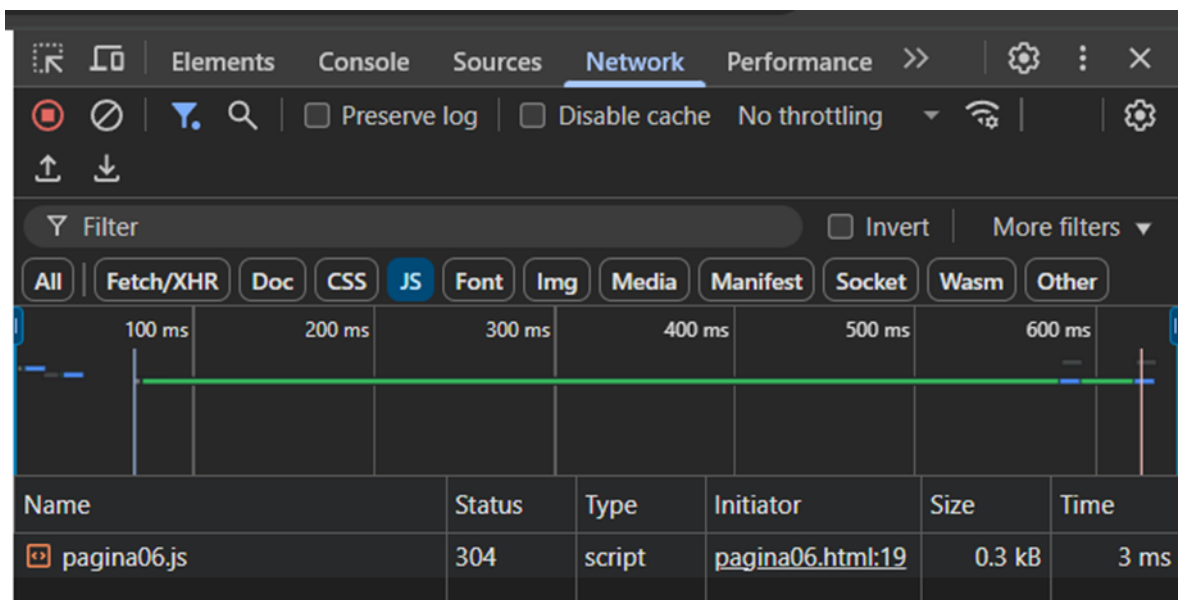 Elements Console Sources Network Performance
Preserve log Disable cache No throttling
Filter Invert More filters
All Fetch/XHR Doc CSS JS Font Img Media Manifest Socket Wasm Other
100 ms 200 ms 300 ms 400 ms 500 ms 600 ms
Name Status Type Initiator Size Time
pagina06.js 304 script pagina06.html:19 0.3 kB 3 ms